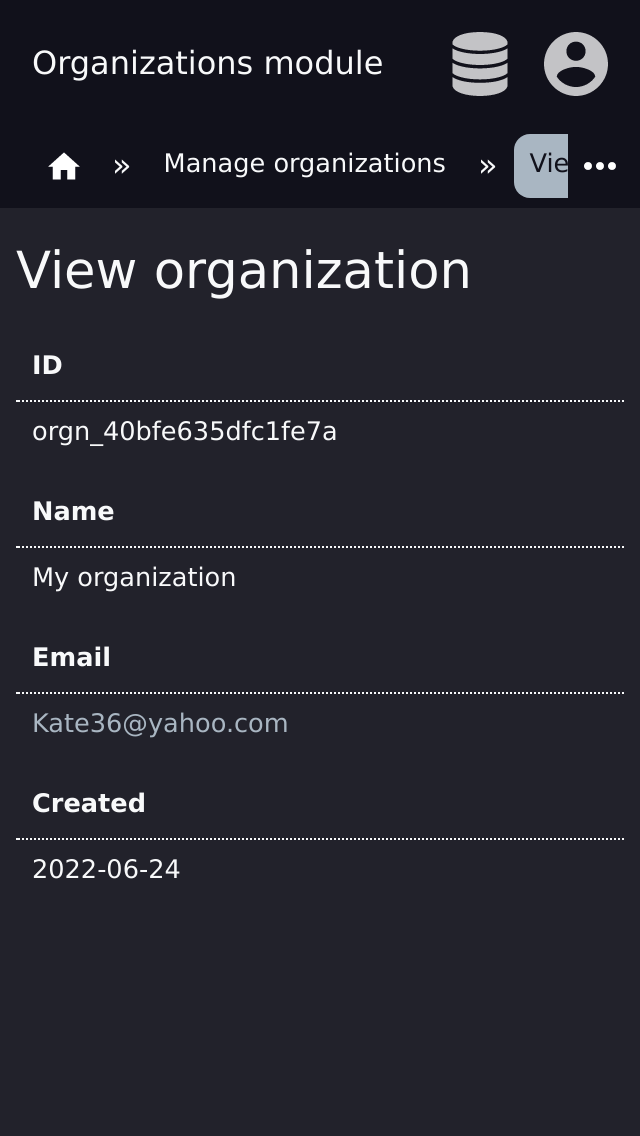 Organizations module
» Manage organizations » Vie
View organization
ID
orgn_40bfe635dfc1fe7a
Name
My organization
Email
Kate36@yahoo.com
Created
2022-06-24